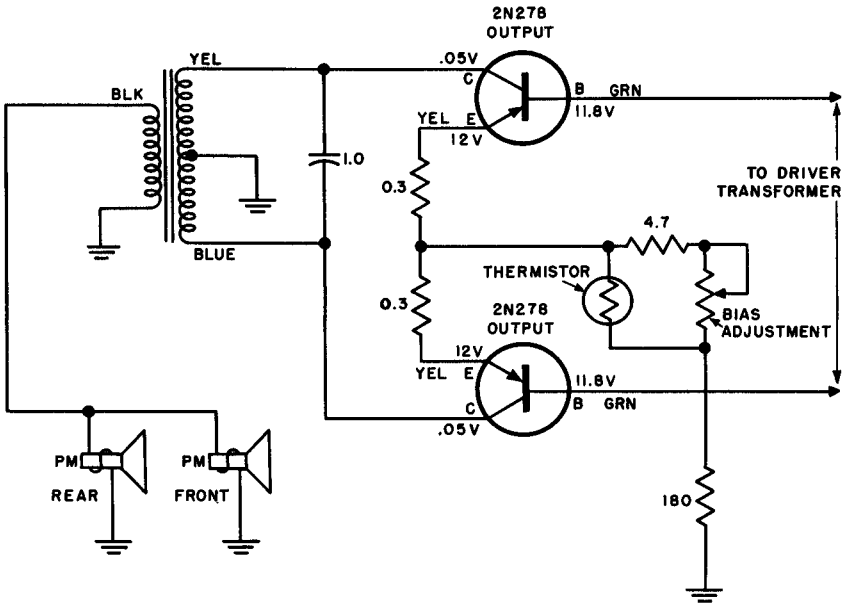 2N278
OUTPUT
YEL
.05V
C
BLK
B
GRN
11.8V
YEL
E
12V
1.0
TO DRIVER
TRANSFORMER
0.3
4.7
BLUE
THERMISTOR
0.3
2N278
OUTPUT
BIAS
ADJUSTMENT
12V
YEL
E
11.8V
B
GRN
C
.05V
PM
REAR
PM
FRONT
180